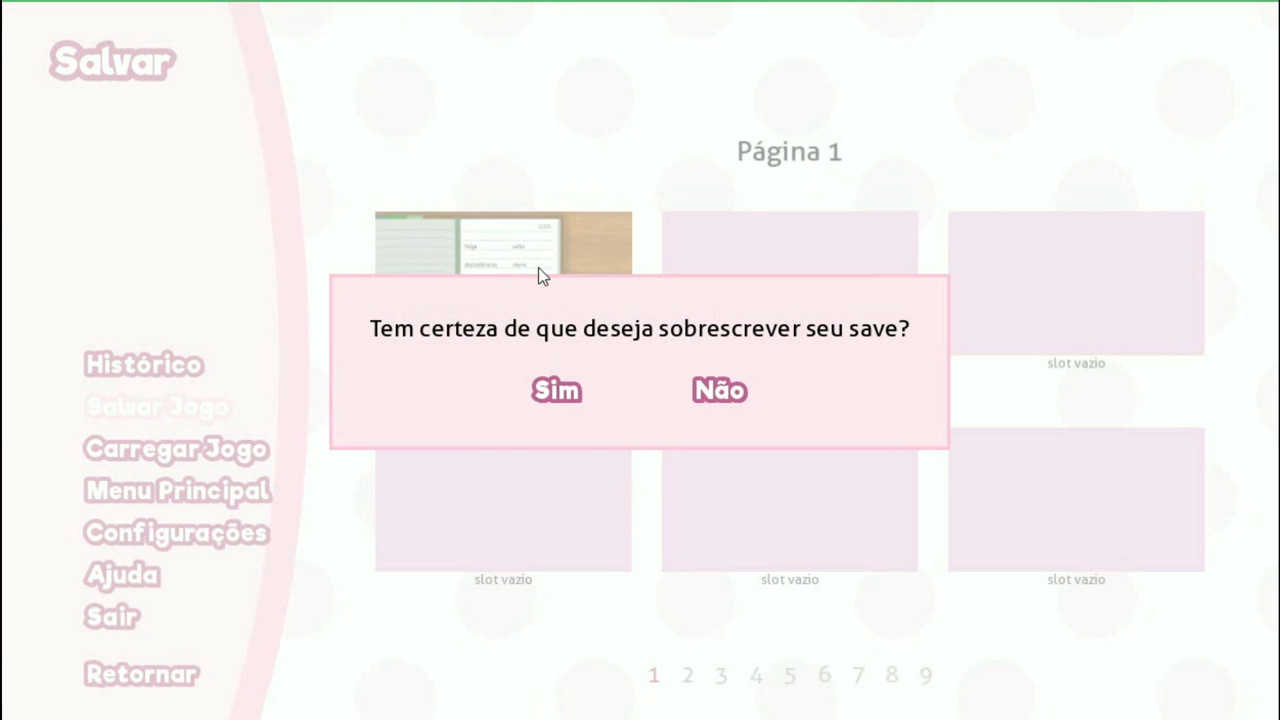 Salvar
Página 1
Tem certeza de que deseja sobrescrever seu save?
Sim
Não
slot vazio
Histórico
Salvar Jogo
Carregar Jogo
Menu Principal
Configurações
Ajuda
Sair
Retornar
slot vazio
slot vazio
slot vazio
1 2 3 4 5 6 7 8 9